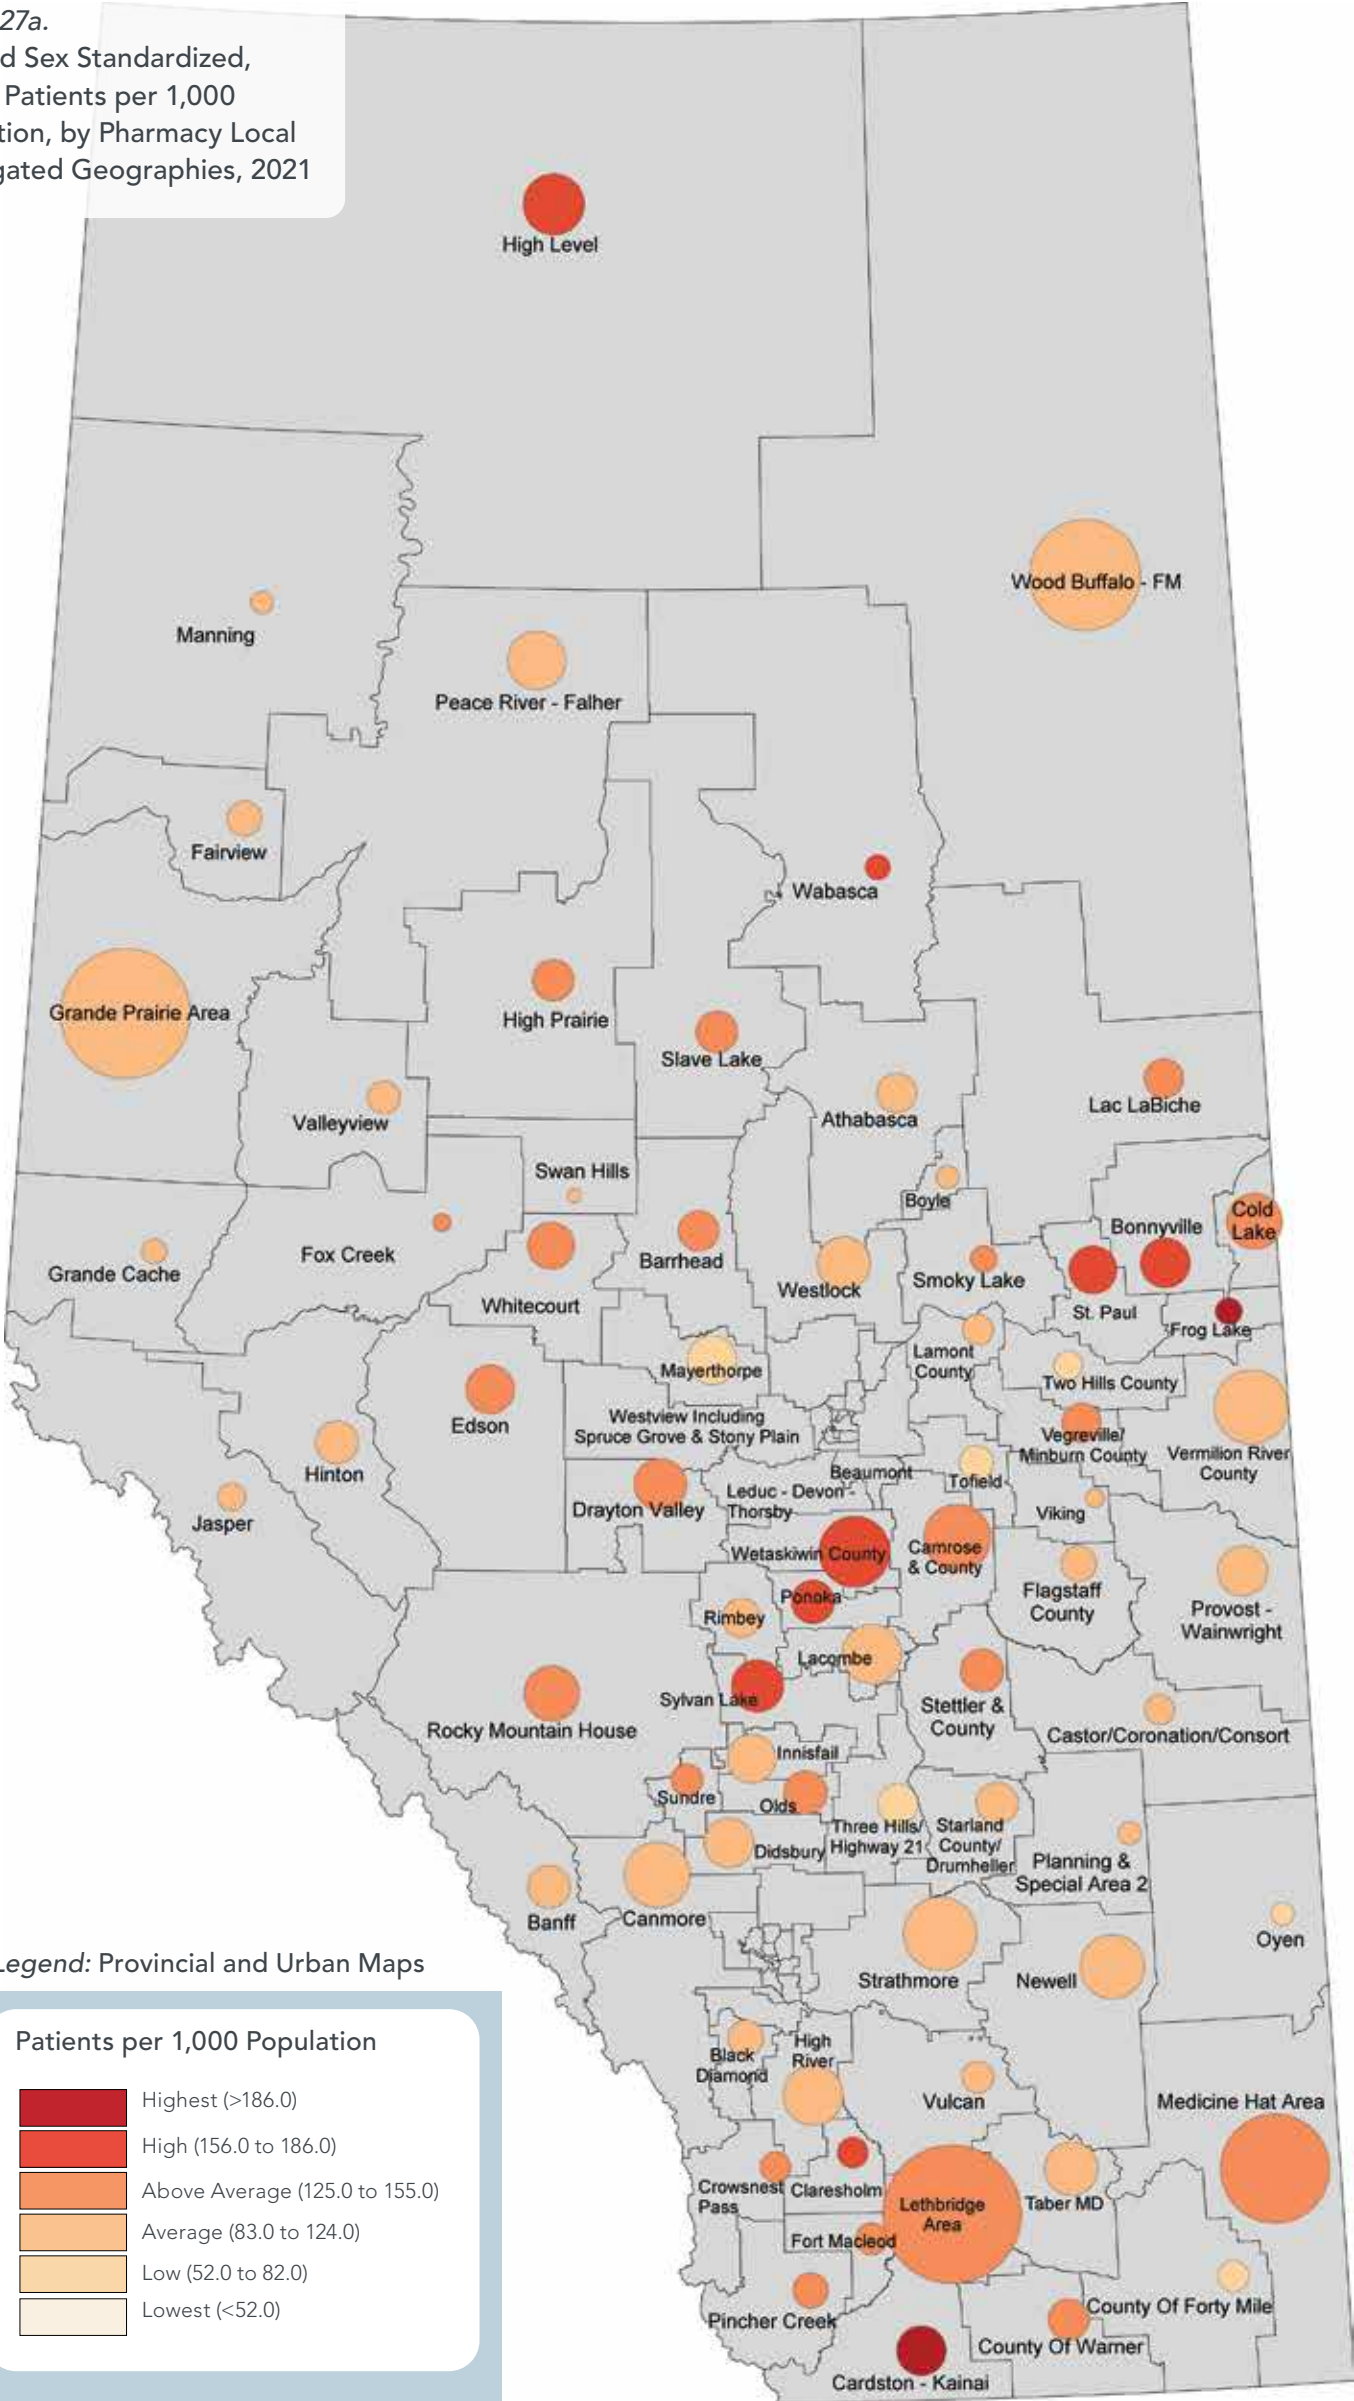 27a.
d Sex Standardized,
Patients per 1,000
tion, by Pharmacy Local
gated Geographies, 2021
High Level
Wood Buffalo - FM
Manning
Peace River - Falher
Fairview
Wabasca
Grande Prairie Area
High Prairie
Slave Lake
Valleyview
Athabasca
Lac LaBiche
Swan Hills
Boyle
Cold
Lake
Bonnyville
Fox Creek
Barrhead
Grande Cache
Westlock
Smoky Lake
Whitecourt
St. Paul
Frog Lake
Mayerthorpe
Lamont
County
Two Hills County
Edson
Westview Including
Spruce Grove & Stony Plain
Vegreville/
Minburn County
Vermilion River
County
Hinton
Beaumont
Tofield
Jasper
Drayton Valley
Leduc - Devon -
Thorsby
Viking
Wetaskiwin County
Camrose
& County
Flagstaff
County
Provost -
Wainwright
Ponoka
Rimbey
Lacombe
Sylvan Lake
Stettler &
County
Rocky Mountain House
Castor/Coronation/Consort
Innisfail
Sundre
Olds
Three Hills/
Highway 21
Starland
County/
Drumheller
Didsbury
Planning &
Special Area 2
Banff
Canmore
Oyen
Strathmore
Newell
Black
Diamond
High
River
Vulcan
Medicine Hat Area
Crowsnest
Pass
Claresholm
Lethbridge
Area
Taber MD
Fort Macleod
Pincher Creek
County Of Forty Mile
County Of Warner
Cardston - Kainai
Legend: Provincial and Urban Maps
Patients per 1,000 Population
Highest (>186.0)
High (156.0 to 186.0)
Above Average (125.0 to 155.0)
Average (83.0 to 124.0)
Low (52.0 to 82.0)
Lowest (<52.0)